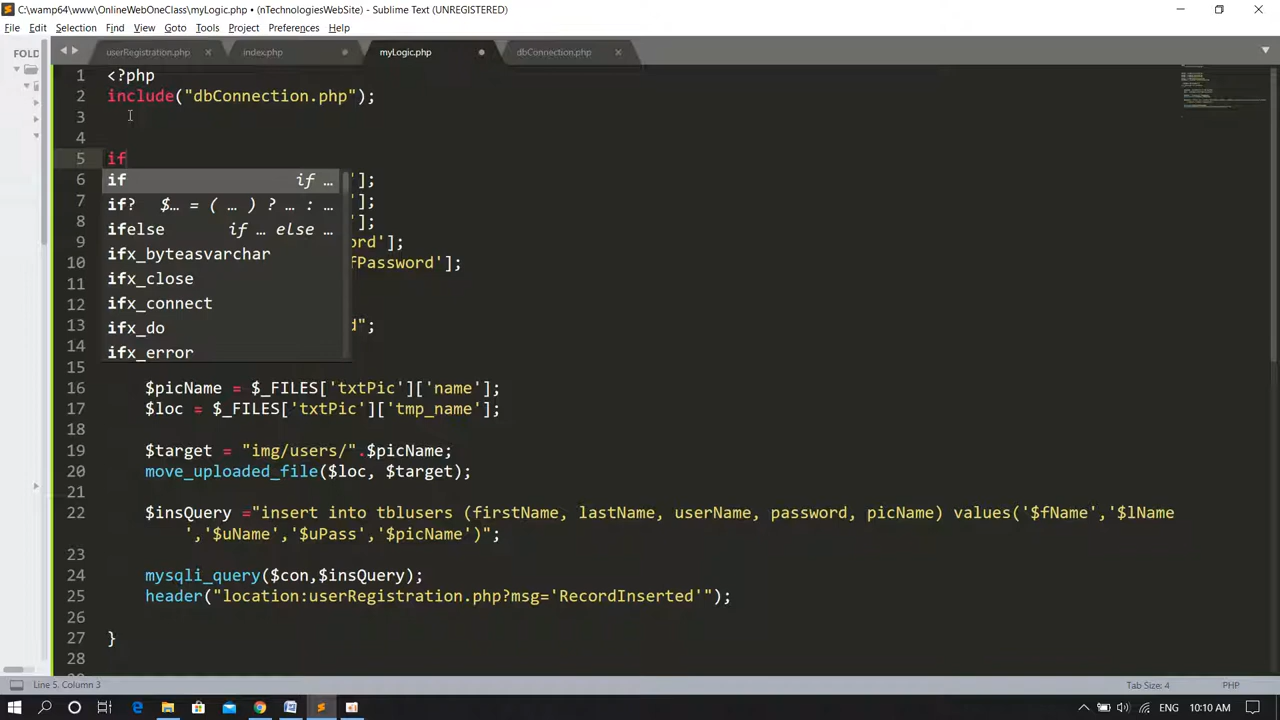 C:\wamp64\www\OnlineWebOneClass\myLogic.php • (nTechnologiesWebSite) - Sublime Text (UNREGISTERED)
File Edit Selection Find View Goto Tools Project Preferences Help
FOLD
userRegistration.php index.php myLogic.php dbConnection.php
1 <?php
2 include("dbConnection.php");
3
4
5 if
if if …
6 '];
if? $… = ( … ) ? … : …
7 '];
8 '];
ifelse if … else …
9 ord'];
ifx_byteasvarchar
10 fPassword'];
ifx_close
11
12
ifx_connect
13 d";
ifx_do
14
ifx_error
15
16 $picName = $_FILES['txtPic']['name'];
17 $loc = $_FILES['txtPic']['tmp_name'];
18
19 $target = "img/users/".$picName;
20 move_uploaded_file($loc, $target);
21
22 $insQuery ="insert into tblusers (firstName, lastName, userName, password, picName) values('$fName','$lName
','$uName','$uPass','$picName')";
23
24 mysqli_query($con,$insQuery);
25 header("location:userRegistration.php?msg='RecordInserted'");
26
27 }
28
Line 5, Column 3 Tab Size: 4 PHP
ENG 10:10 AM